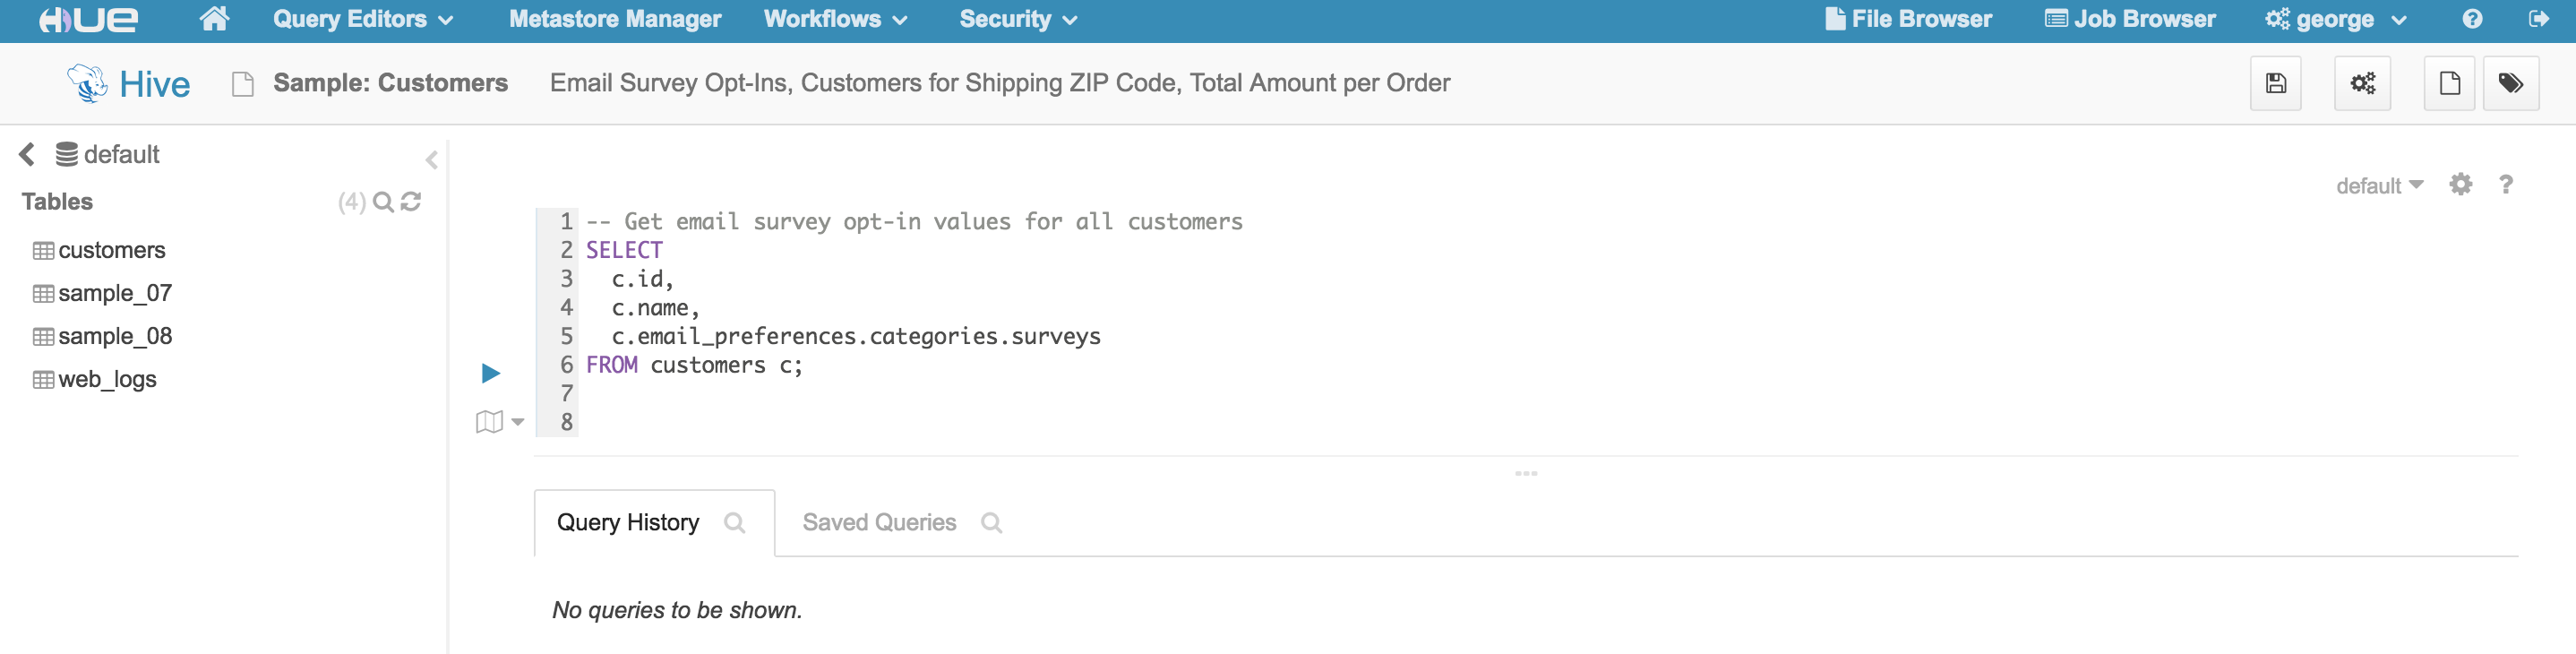 HUE Query Editors Metastore Manager Workflows Security File Browser Job Browser george ?
Hive Sample: Customers Email Survey Opt-Ins, Customers for Shipping ZIP Code, Total Amount per Order
default
Tables (4)
customers
sample_07
sample_08
web_logs
default ?
1 -- Get email survey opt-in values for all customers
2 SELECT
3 c.id,
4 c.name,
5 c.email_preferences.categories.surveys
6 FROM customers c;
7
8
Query History Saved Queries
No queries to be shown.